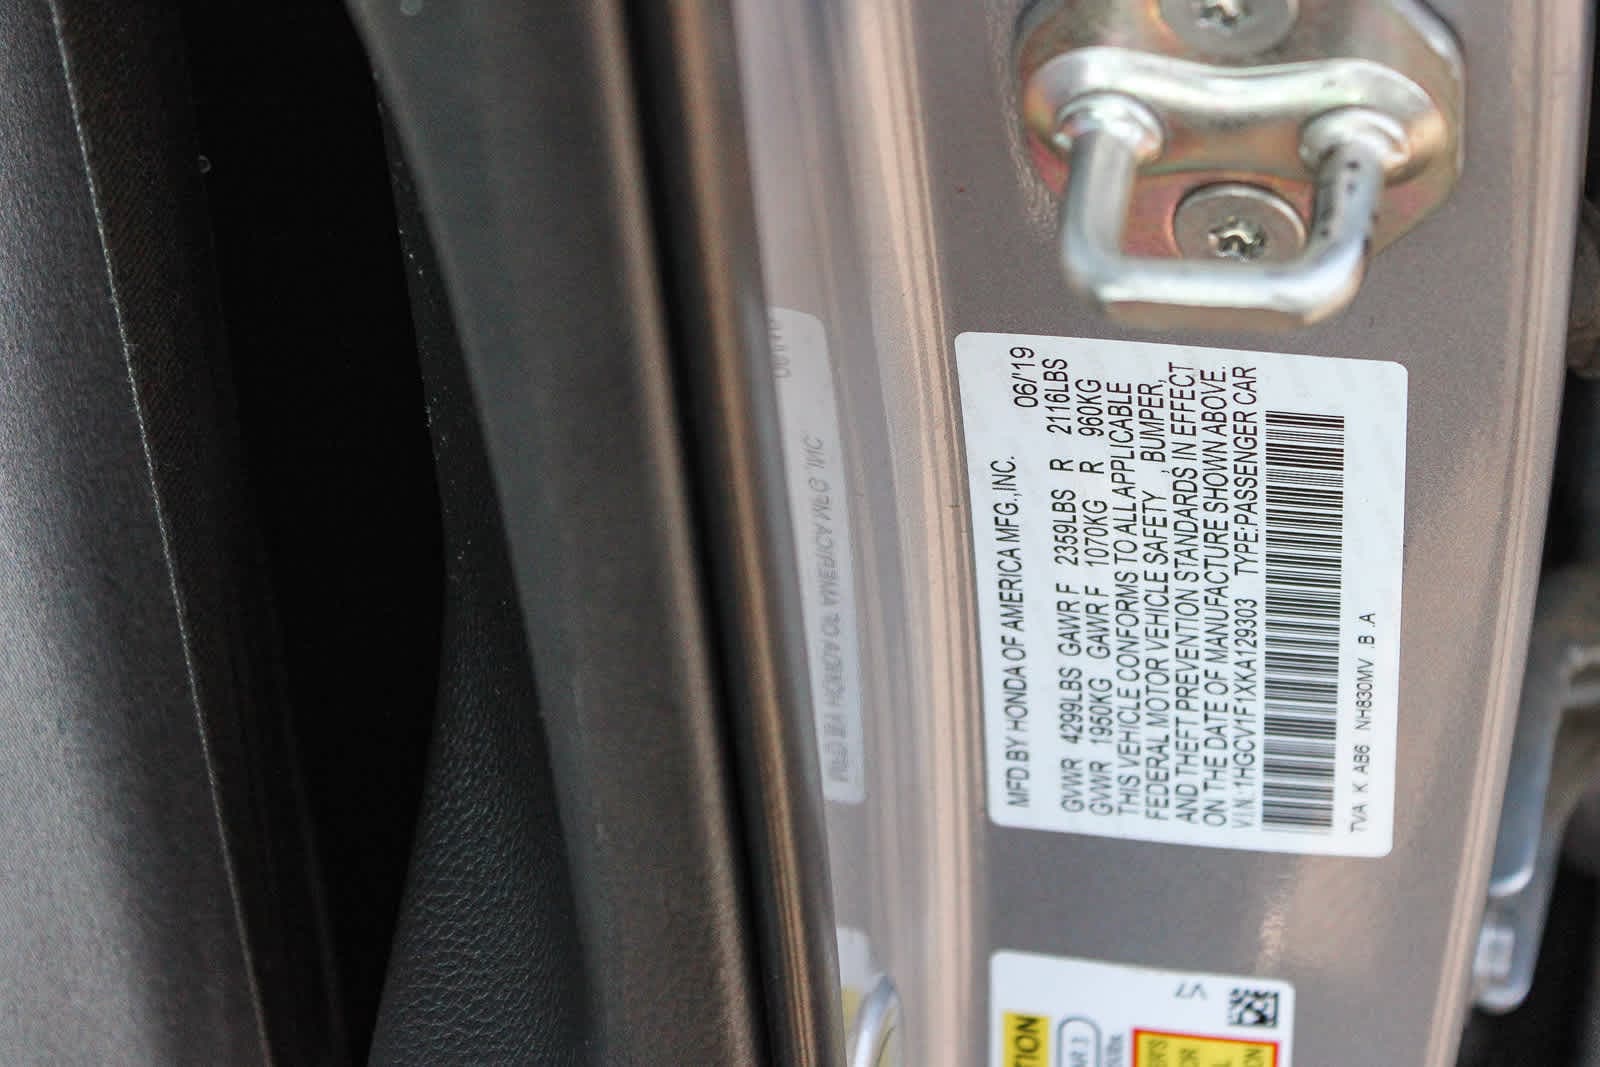 MFD.BY HONDA OF AMERICA MFG.,INC. 06/'19
GVWR 4299LBS GAWR F 2359LBS R 2116LBS
GVWR 1950KG GAWR F 1070KG R 960KG
THIS VEHICLE CONFORMS TO ALL APPLICABLE
FEDERAL MOTOR VEHICLE SAFETY , BUMPER,
AND THEFT PREVENTION STANDARDS IN EFFECT
ON THE DATE OF MANUFACTURE SHOWN ABOVE.
V.I.N.:1HGCV1F1XKA129303 TYPE:PASSENGER CAR
TVA K AB6 NH830MV .B .A
V7